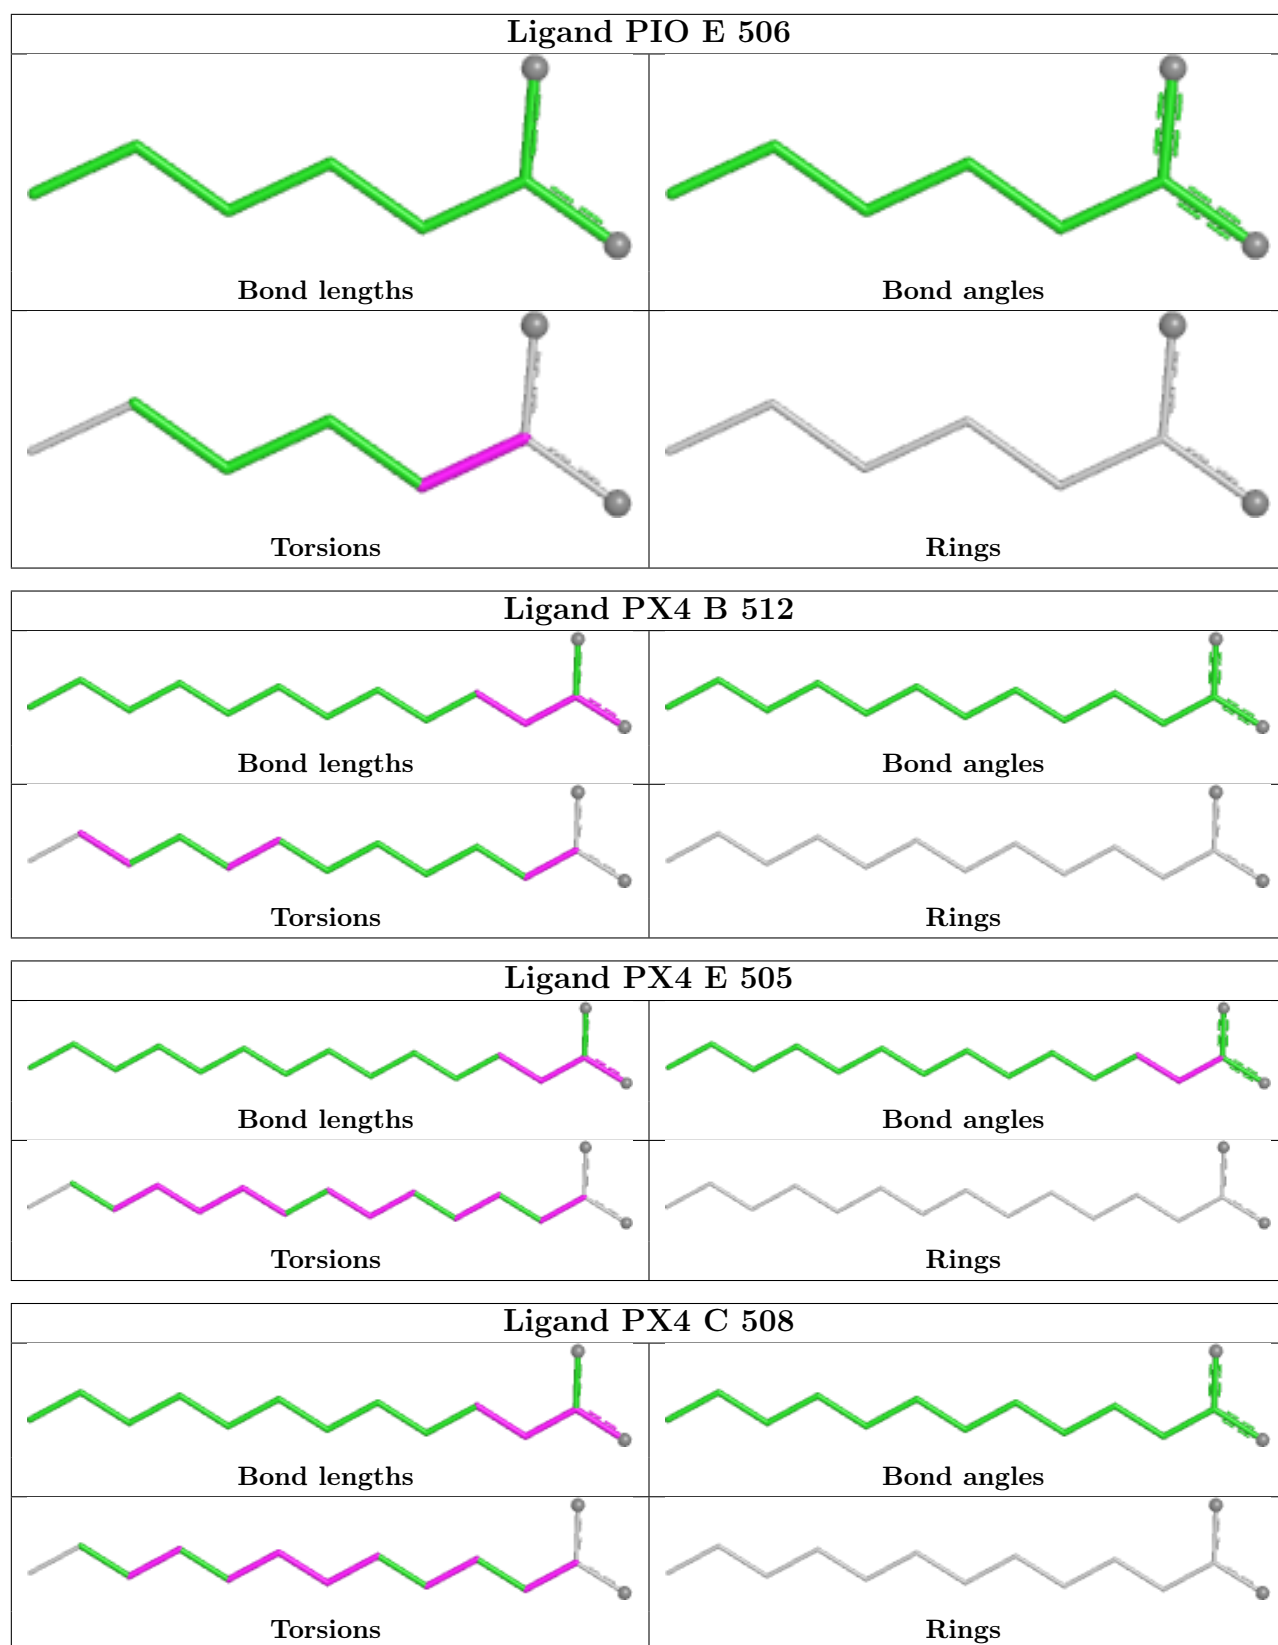 Ligand PIO E 506
Bond lengths
Bond angles
Torsions
Rings
Ligand PX4 B 512
Bond lengths
Bond angles
Torsions
Rings
Ligand PX4 E 505
Bond lengths
Bond angles
Torsions
Rings
Ligand PX4 C 508
Bond lengths
Bond angles
Torsions
Rings